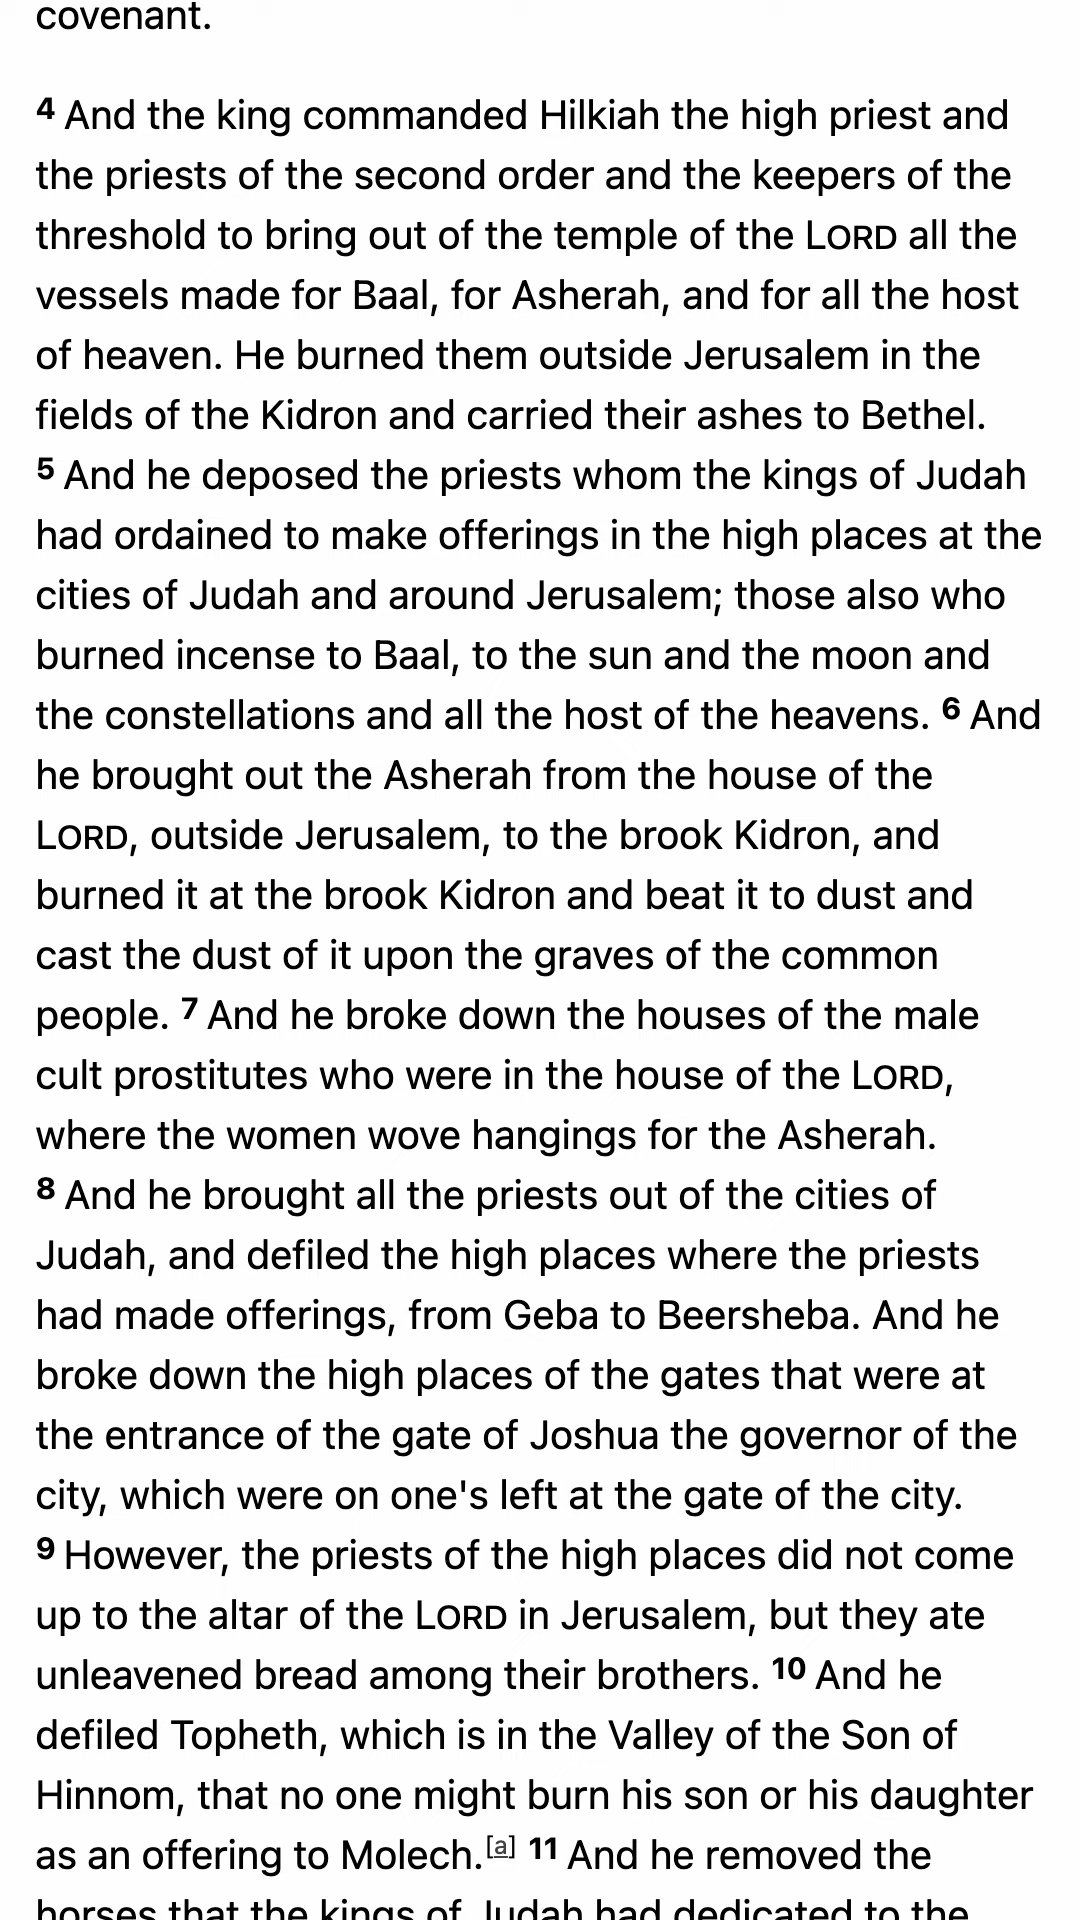 covenant.
4 And the king commanded Hilkiah the high priest and
the priests of the second order and the keepers of the
threshold to bring out of the temple of the LORD all the
vessels made for Baal, for Asherah, and for all the host
of heaven. He burned them outside Jerusalem in the
fields of the Kidron and carried their ashes to Bethel.
5 And he deposed the priests whom the kings of Judah
had ordained to make offerings in the high places at the
cities of Judah and around Jerusalem; those also who
burned incense to Baal, to the sun and the moon and
the constellations and all the host of the heavens. 6 And
he brought out the Asherah from the house of the
LORD, outside Jerusalem, to the brook Kidron, and
burned it at the brook Kidron and beat it to dust and
cast the dust of it upon the graves of the common
people. 7 And he broke down the houses of the male
cult prostitutes who were in the house of the LORD,
where the women wove hangings for the Asherah.
8 And he brought all the priests out of the cities of
Judah, and defiled the high places where the priests
had made offerings, from Geba to Beersheba. And he
broke down the high places of the gates that were at
the entrance of the gate of Joshua the governor of the
city, which were on one's left at the gate of the city.
9 However, the priests of the high places did not come
up to the altar of the LORD in Jerusalem, but they ate
unleavened bread among their brothers. 10 And he
defiled Topheth, which is in the Valley of the Son of
Hinnom, that no one might burn his son or his daughter
as an offering to Molech.[a] 11 And he removed the
horses that the kings of Judah had dedicated to the